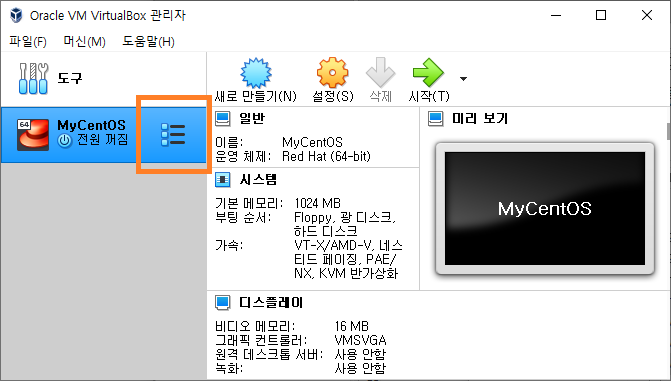 Oracle VM VirtualBox 관리자
파일(F) 머신(M) 도움말(H)
도구
새로 만들기(N) 설정(S) 삭제 시작(T)
64
MyCentOS
전원 꺼짐
일반
이름: MyCentOS
운영 체제: Red Hat (64-bit)
시스템
기본 메모리: 1024 MB
부팅 순서: Floppy, 광 디스크,
하드 디스크
가속: VT-x/AMD-V, 네스
티드 페이징, PAE/
NX, KVM 반가상화
디스플레이
비디오 메모리: 16 MB
그래픽 컨트롤러: VMSVGA
원격 데스크톱 서버: 사용 안함
녹화: 사용 안함
미리 보기
MyCentOS